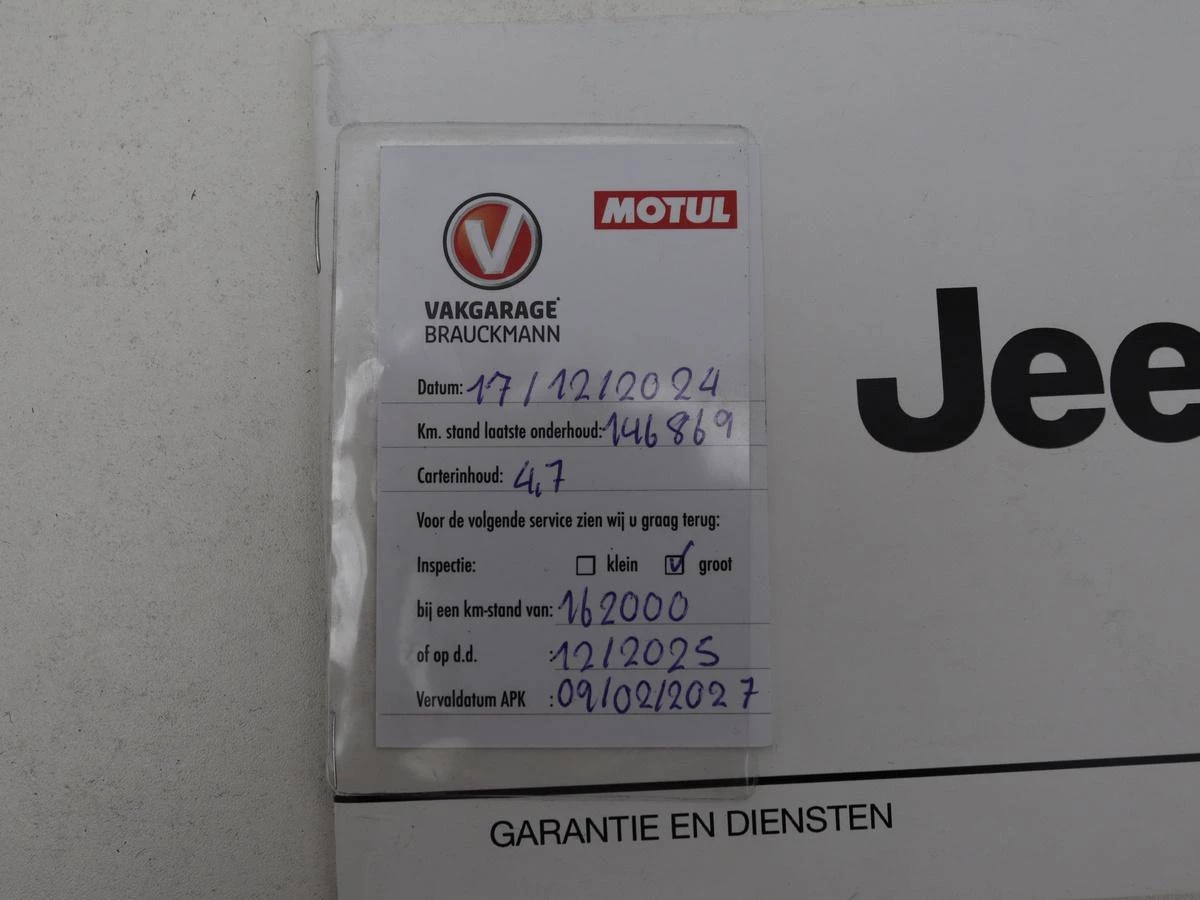 V
MOTUL
VAKGARAGE
BRAUCKMANN
Datum: 17/12/2024
Km. stand laatste onderhoud: 146869
Carterinhoud: 4,7
Voor de volgende service zien wij u graag terug:
Inspectie: klein groot
bij een km-stand van: 162000
of op d.d. : 12/2025
Vervaldatum APK : 09/02/2027
Jee
GARANTIE EN DIENSTEN